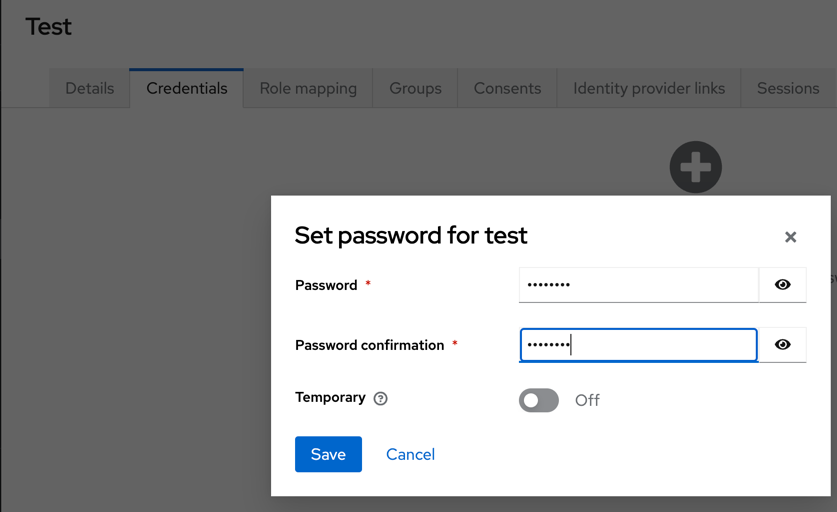 Test
Details Credentials Role mapping Groups Consents Identity provider links Sessions
Set password for test
Password *
••••••••
Password confirmation *
••••••••
Temporary ? Off
Save Cancel